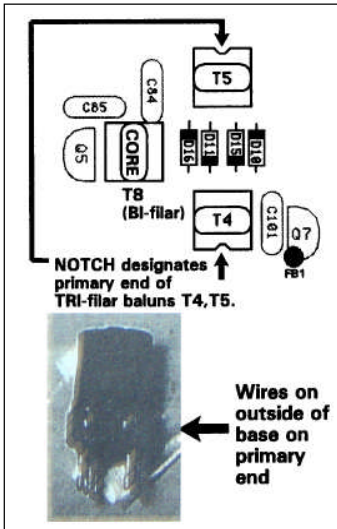 T5
C84
C85
Q5
CORE
D16
D11
D15
D10
T8
(BI-filar)
T4
C101
Q7
FB1
NOTCH designates
primary end of
TRI-filar baluns T4,T5.
Wires on
outside of
base on
primary
end